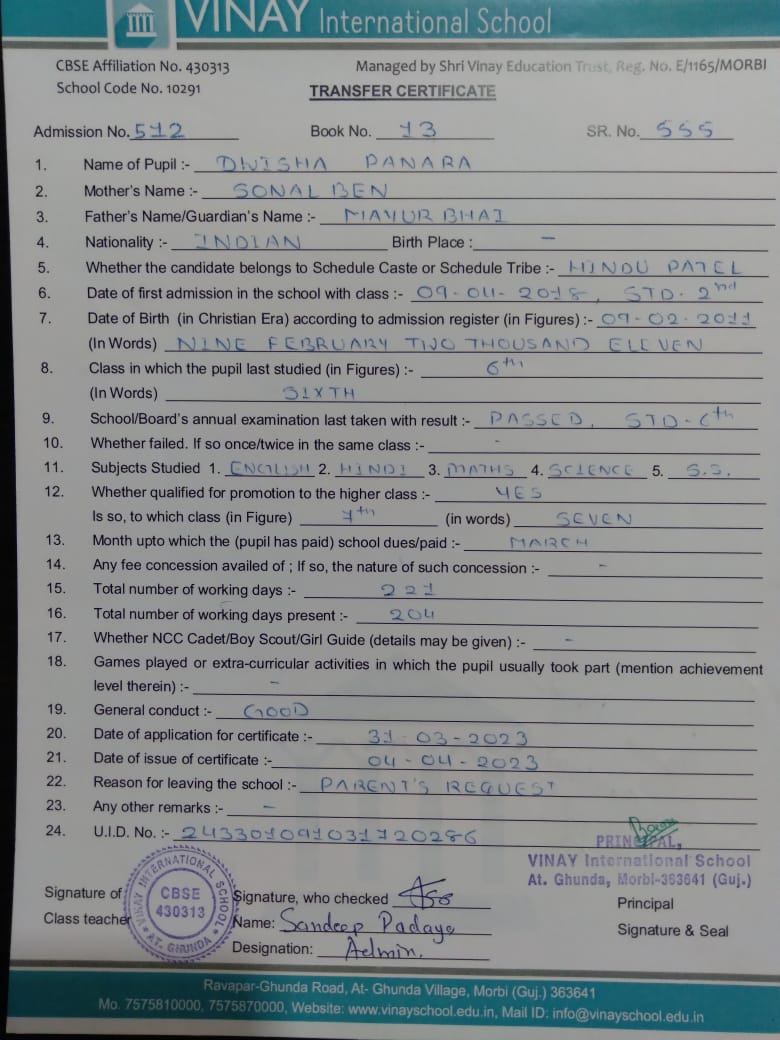 VINAY International School
CBSE Affiliation No. 430313 Managed by Shri Vinay Education Trust, Reg. No. E/1165/MORBI
School Code No. 10291 TRANSFER CERTIFICATE
Admission No. 512 Book No. 13 SR. No. 555
1. Name of Pupil :- DWISHA PANARA
2. Mother's Name :- SONAL BEN
3. Father's Name/Guardian's Name :- MAYUR BHAI
4. Nationality :- INDIAN Birth Place : –
5. Whether the candidate belongs to Schedule Caste or Schedule Tribe :- HINDU PATEL
6. Date of first admission in the school with class :- 09-04-2018, STD. 2nd
7. Date of Birth (in Christian Era) according to admission register (in Figures) :- 09-02-2011
(In Words) NINE FEBRUARY TWO THOUSAND ELEVEN
8. Class in which the pupil last studied (in Figures) :- 6th
(In Words) SIXTH
9. School/Board's annual examination last taken with result :- PASSED, STD-6th
10. Whether failed. If so once/twice in the same class :- -
11. Subjects Studied 1. ENGLISH 2. HINDI 3. MATHS 4. SCIENCE 5. S.S.
12. Whether qualified for promotion to the higher class :- YES
Is so, to which class (in Figure) 7th (in words) SEVEN
13. Month upto which the (pupil has paid) school dues/paid :- MARCH
14. Any fee concession availed of ; If so, the nature of such concession :- -
15. Total number of working days :- 221
16. Total number of working days present :- 204
17. Whether NCC Cadet/Boy Scout/Girl Guide (details may be given) :- -
18. Games played or extra-curricular activities in which the pupil usually took part (mention achievement
level therein) :- -
19. General conduct :- GOOD
20. Date of application for certificate :- 31-03-2023
21. Date of issue of certificate :- 04-04-2023
22. Reason for leaving the school :- PARENT'S REQUEST
23. Any other remarks :- –
24. U.I.D. No. :- 243301091031720286
PRINCIPAL,
VINAY International School
At. Ghunda, Morbi-363641 (Guj.)
Signature of
Class teacher
VINAY INTERNATIONAL SCHOOL
CBSE
430313
AT. GHUNDA
Signature, who checked
Name: Sandeep Padaya
Designation: Admin.
Principal
Signature & Seal
Ravapar-Ghunda Road, At- Ghunda Village, Morbi (Guj.) 363641
Mo. 7575810000, 7575870000, Website: www.vinayschool.edu.in, Mail ID: info@vinayschool.edu.in